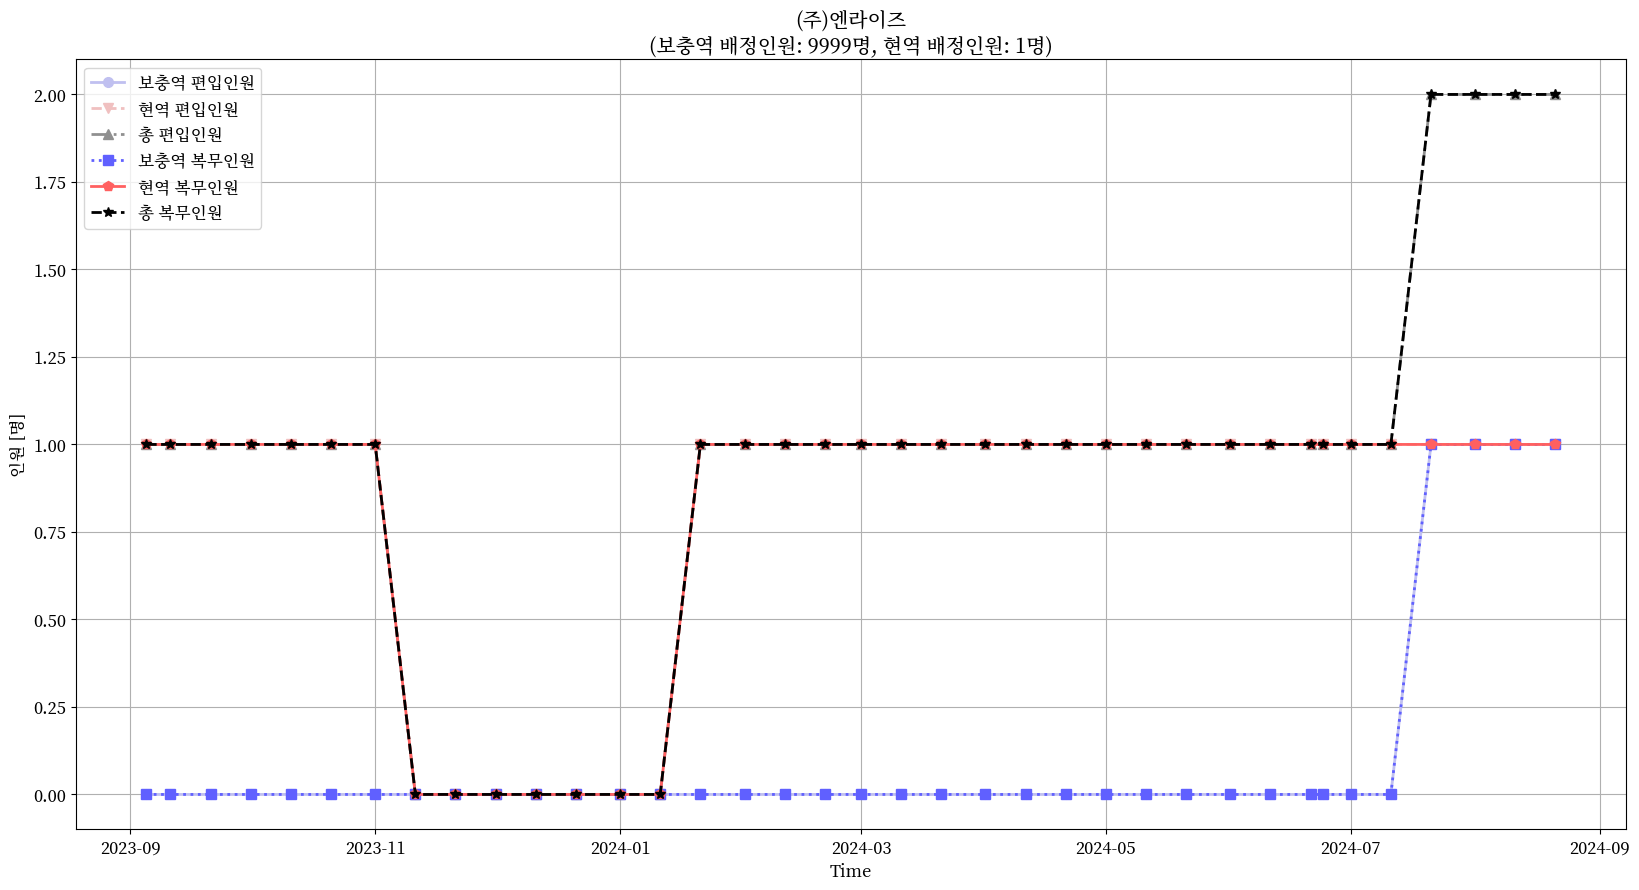 (주)엔라이즈
(보충역 배정인원: 9999명, 현역 배정인원: 1명)
보충역 편입인원
현역 편입인원
총 편입인원
보충역 복무인원
현역 복무인원
총 복무인원
2.00
1.75
1.50
1.25
1.00
0.75
0.50
0.25
0.00
인원 [명]
2023-09
2023-11
2024-01
2024-03
2024-05
2024-07
2024-09
Time